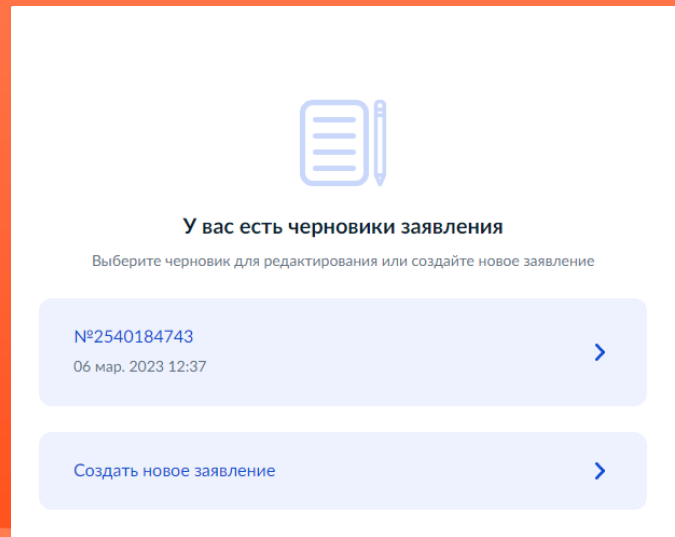 У вас есть черновики заявления
Выберите черновик для редактирования или создайте новое заявление
№2540184743
06 мар. 2023 12:37
Создать новое заявление